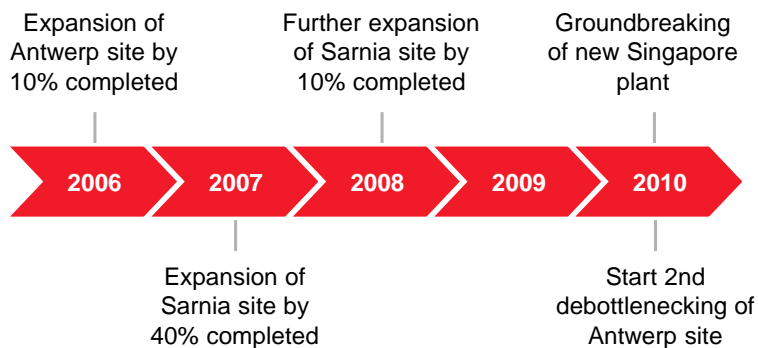 Expansion of
Antwerp site by
10% completed
Further expansion
of Sarnia site by
10% completed
Groundbreaking
of new Singapore
plant
2006
2007
2008
2009
2010
Expansion of
Sarnia site by
40% completed
Start 2nd
debottlenecking of
Antwerp site